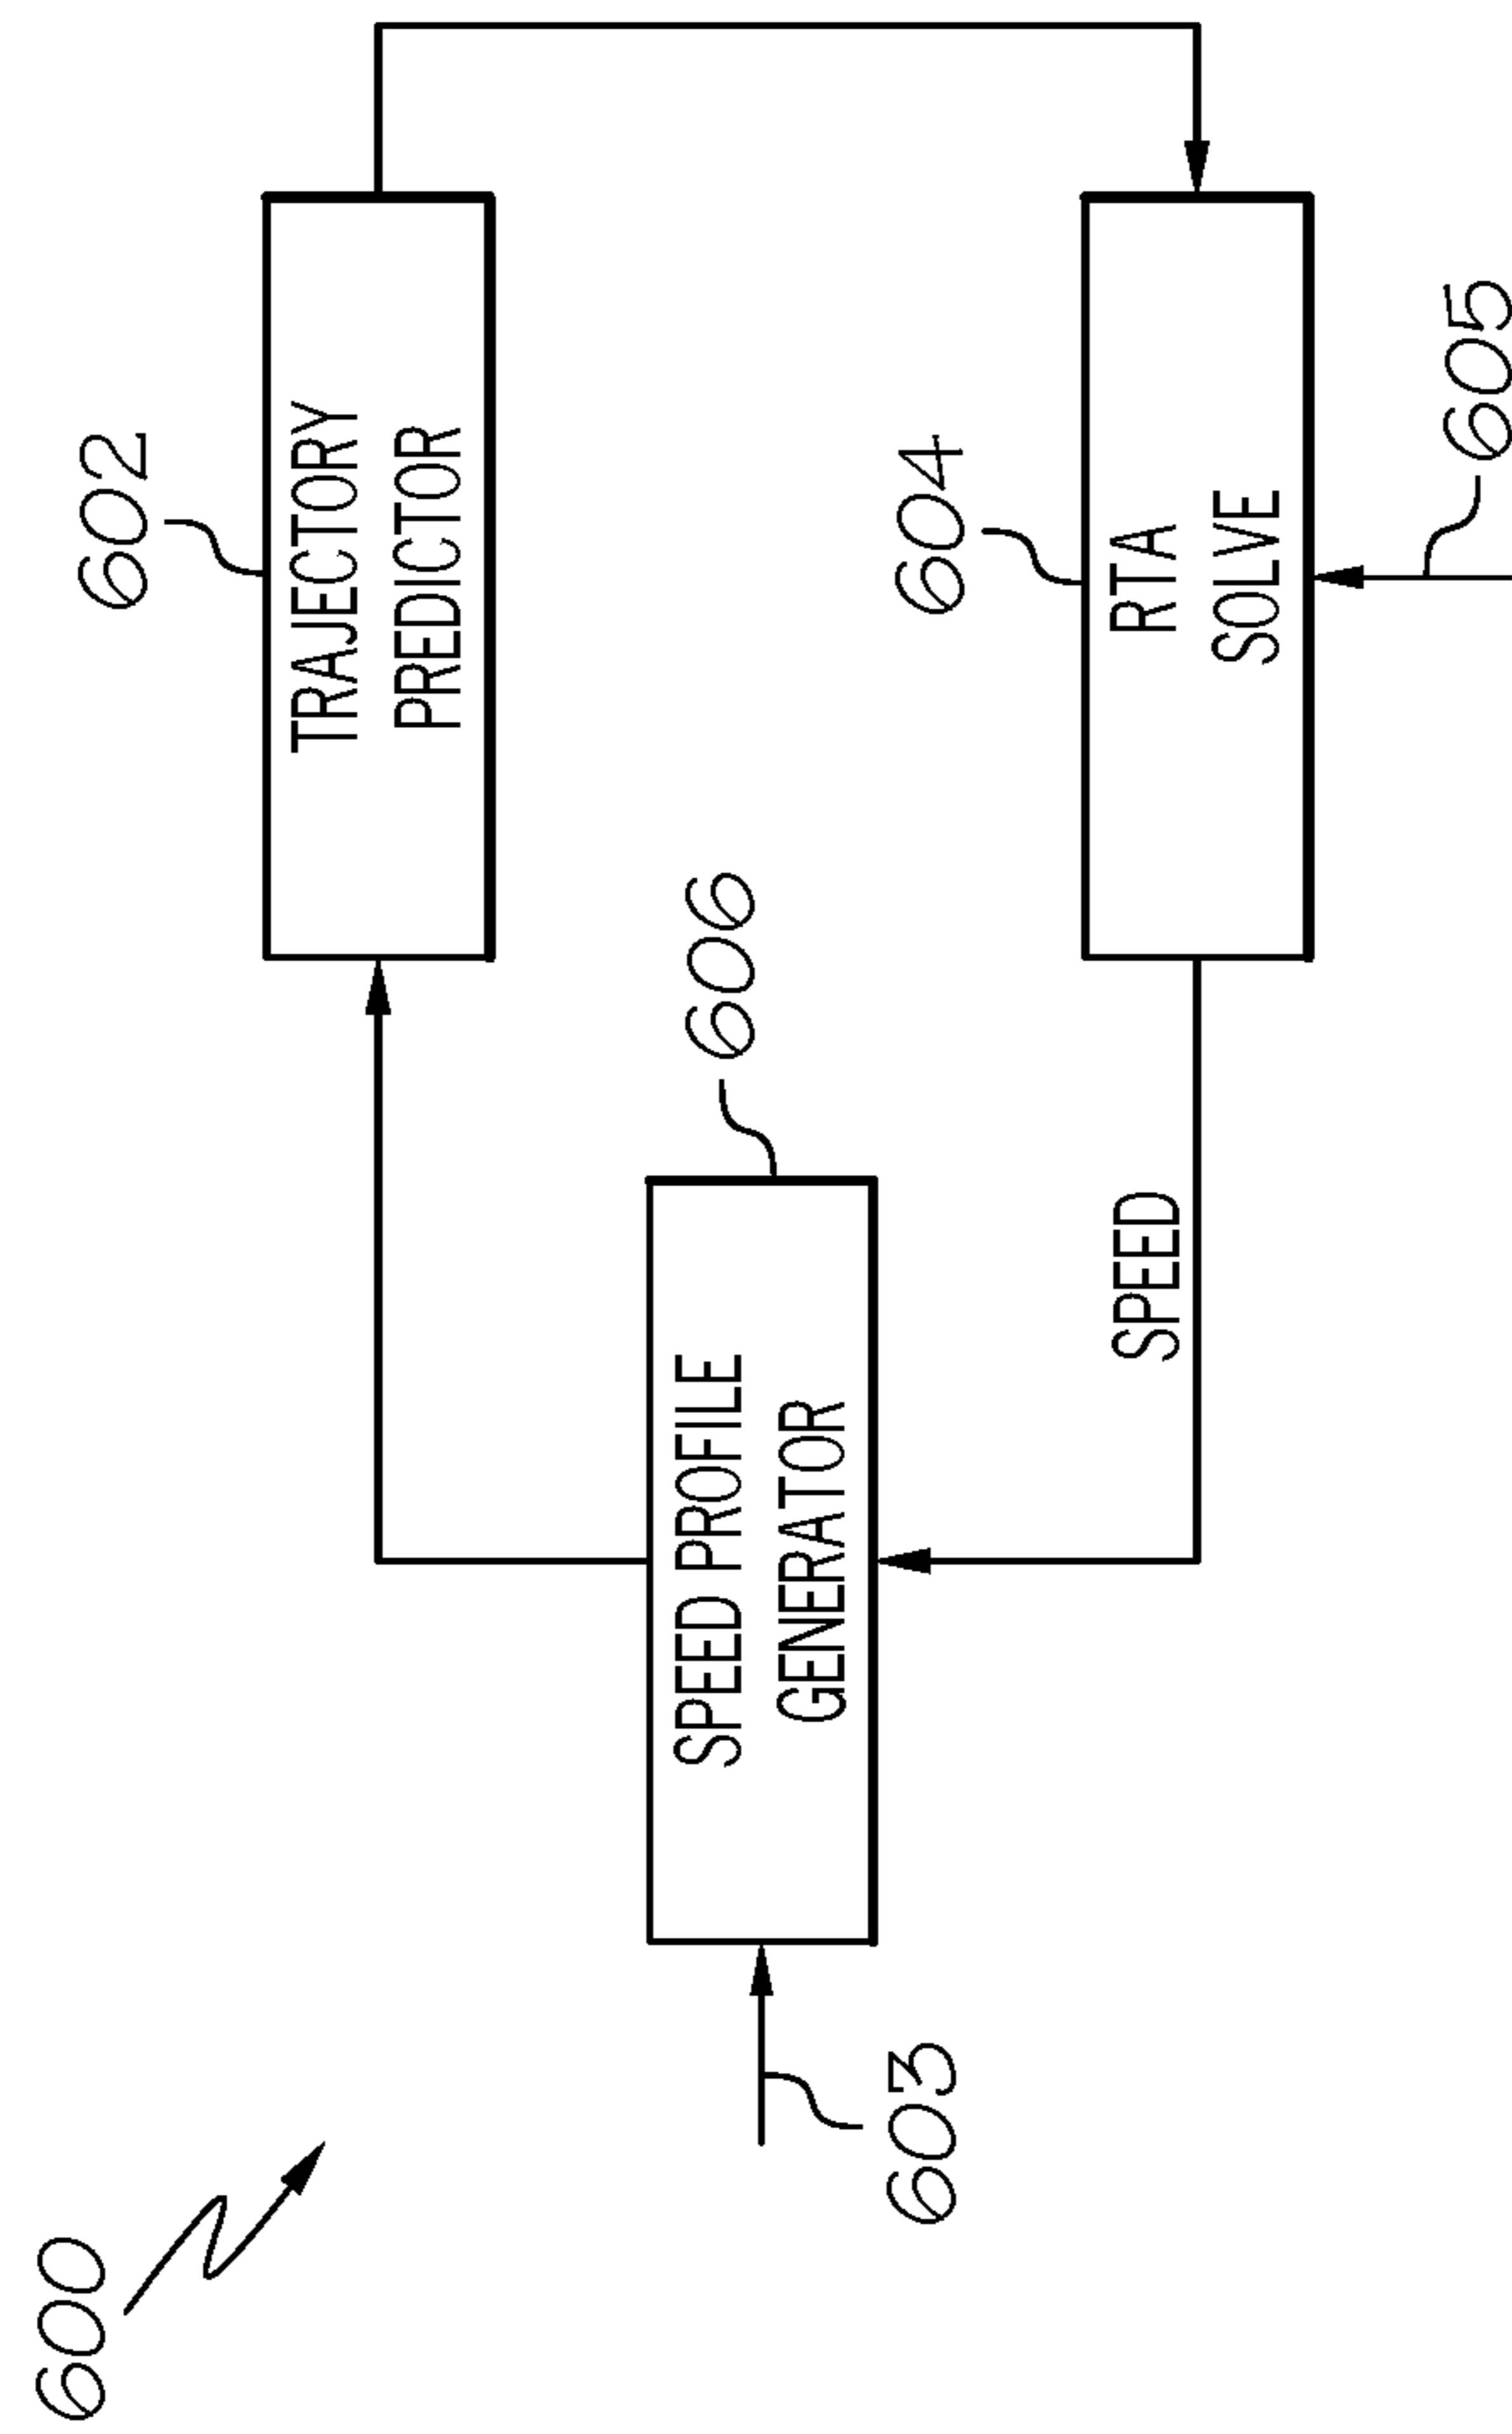 600
602
TRAJECTORY
PREDICTOR
606
SPEED PROFILE
GENERATOR
603
604
RTA
SOLVE
SPEED
605